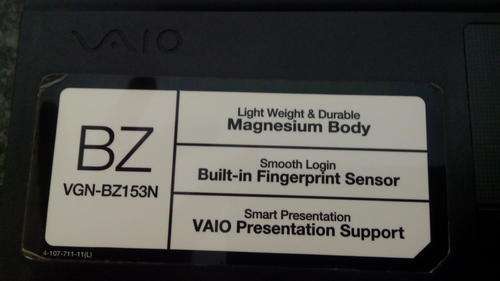 VAIO
BZ
VGN-BZ153N
Light Weight & Durable
Magnesium Body
Smooth Login
Built-in Fingerprint Sensor
Smart Presentation
VAIO Presentation Support
4-107-711-11(L)